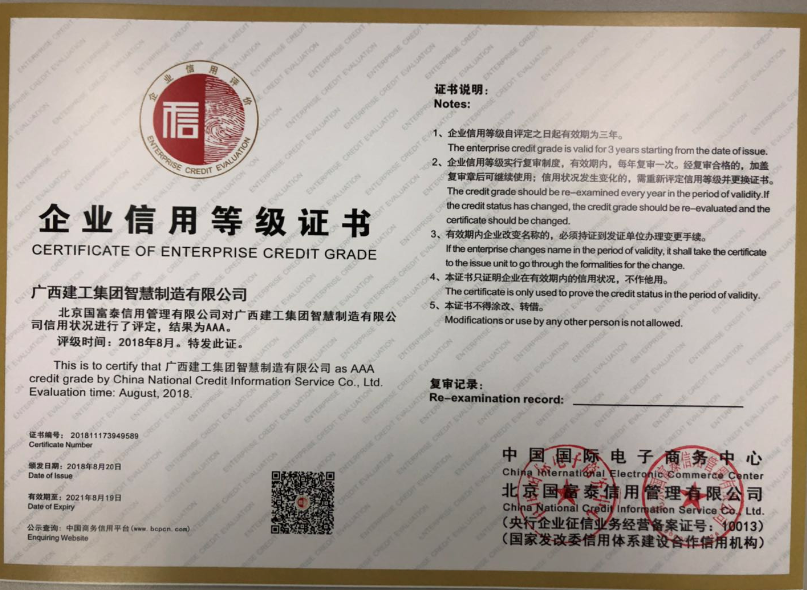 企业信用评价
信
ENTERPRISE CREDIT EVALUATION
企业信用等级证书
CERTIFICATE OF ENTERPRISE CREDIT GRADE
广西建工集团智慧制造有限公司
北京国富泰信用管理有限公司对广西建工集团智慧制造有限公
司信用状况进行了评定，结果为AAA。
评级时间：2018年8月。特发此证。
This is to certify that 广西建工集团智慧制造有限公司 as AAA
credit grade by China National Credit Information Service Co., Ltd.
Evaluation time: August, 2018.
证书编号： 201811173949589
Certificate Number
颁发日期：2018年8月20日
Date of Issue
有效期至：2021年8月19日
Date of Expiry
公示查询：中国商务信用平台(www.bcpcn.com)
Enquiring Website
证书说明：
Notes:
1、企业信用等级自评定之日起有效期为三年。
The enterprise credit grade is valid for 3 years starting from the date of issue.
2、企业信用等级实行复审制度，有效期内，每年复审一次。经复审合格的，加盖
复审章后可继续使用；信用状况发生变化的，需重新评定信用等级并更换证书。
The credit grade should be re-examined every year in the period of validity.If
the credit status has changed, the credit grade should be re-evaluated and the
certificate should be changed.
3、有效期内企业改变名称的，必须持证到发证单位办理变更手续。
If the enterprise changes name in the period of validity, it shall take the certificate
to the issue unit to go through the formalities for the change.
4、本证书只证明企业在有效期内的信用状况，不作他用。
The certificate is only used to prove the credit status in the period of validity.
5、本证书不得涂改、转借。
Modifications or use by any other person is not allowed.
复审记录：
Re-examination record:
中国国际电子商务中心
China International Electronic Commerce Center
北京国富泰信用管理有限公司
China National Credit Information Service Co., Ltd.
(央行企业征信业务经营备案证号：10013)
(国家发改委信用体系建设合作信用机构)